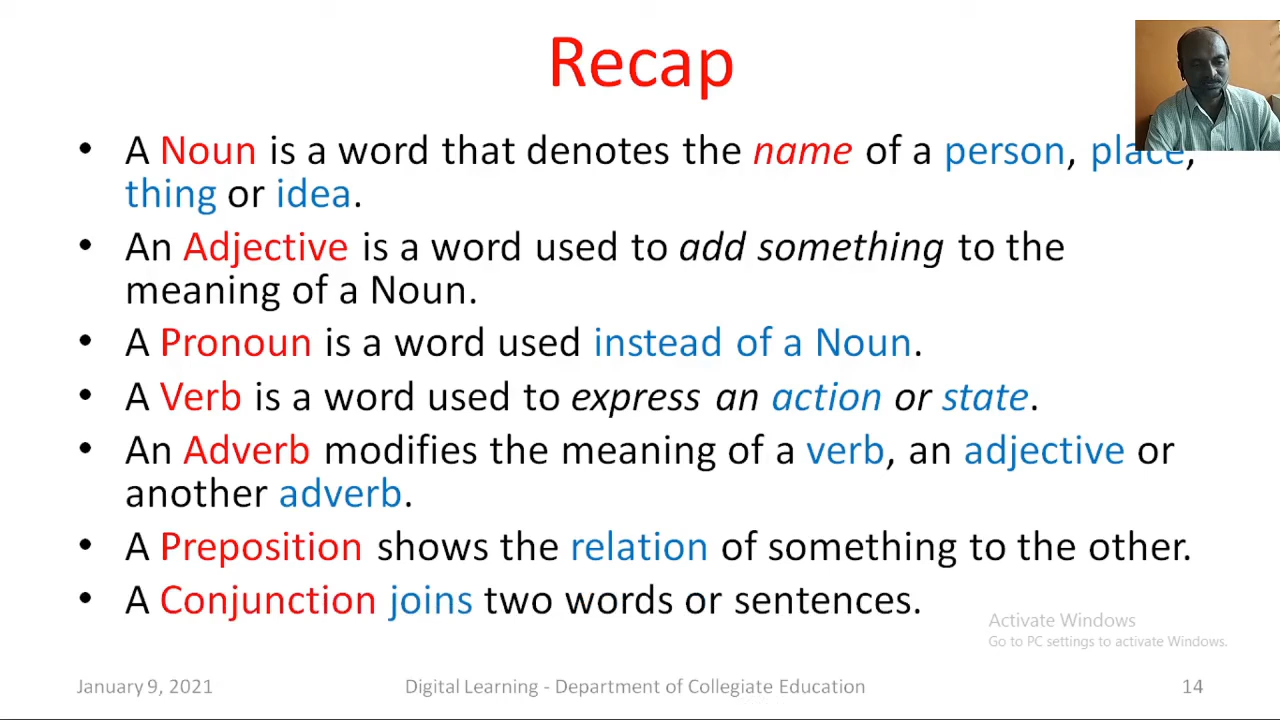 Recap
• A Noun is a word that denotes the name of a person, place,
thing or idea.
• An Adjective is a word used to add something to the
meaning of a Noun.
• A Pronoun is a word used instead of a Noun.
• A Verb is a word used to express an action or state.
• An Adverb modifies the meaning of a verb, an adjective or
another adverb.
• A Preposition shows the relation of something to the other.
• A Conjunction joins two words or sentences.
Activate Windows
Go to PC settings to activate Windows.
January 9, 2021 Digital Learning - Department of Collegiate Education 14